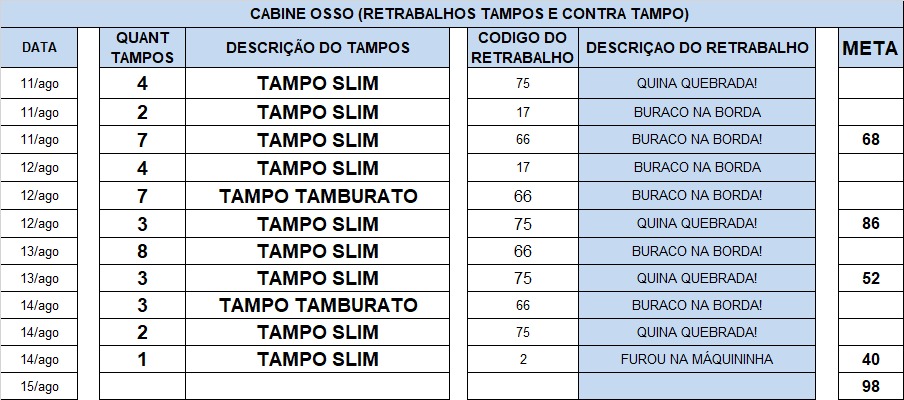 CABINE OSSO (RETRABALHOS TAMPOS E CONTRA TAMPO)
DATA QUANT TAMPOS DESCRIÇÃO DO TAMPOS CODIGO DO RETRABALHO DESCRIÇAO DO RETRABALHO META
11/ago 4 TAMPO SLIM 75 QUINA QUEBRADA!
11/ago 2 TAMPO SLIM 17 BURACO NA BORDA
11/ago 7 TAMPO SLIM 66 BURACO NA BORDA! 68
12/ago 4 TAMPO SLIM 17 BURACO NA BORDA
12/ago 7 TAMPO TAMBURATO 66 BURACO NA BORDA!
12/ago 3 TAMPO SLIM 75 QUINA QUEBRADA! 86
13/ago 8 TAMPO SLIM 66 BURACO NA BORDA!
13/ago 3 TAMPO SLIM 75 QUINA QUEBRADA! 52
14/ago 3 TAMPO TAMBURATO 66 BURACO NA BORDA!
14/ago 2 TAMPO SLIM 75 QUINA QUEBRADA!
14/ago 1 TAMPO SLIM 2 FUROU NA MÁQUININHA 40
15/ago 98